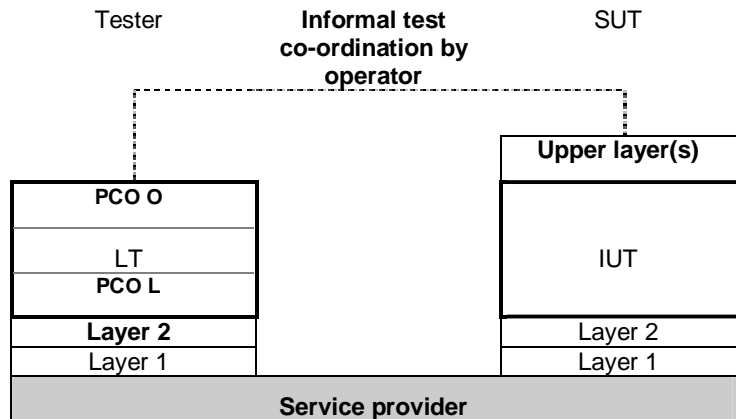 Tester
Informal test
co-ordination by
operator
SUT
Upper layer(s)
PCO O
LT
PCO L
IUT
Layer 2
Layer 2
Layer 1
Layer 1
Service provider